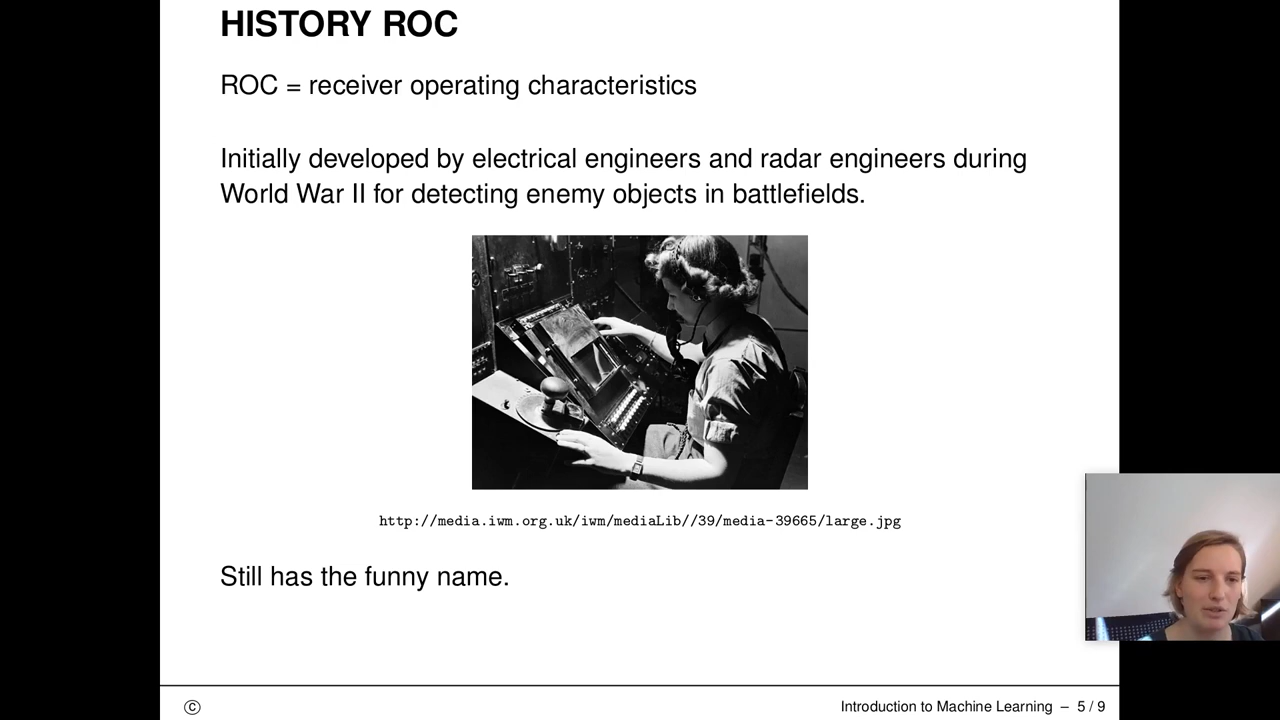 HISTORY ROC
ROC = receiver operating characteristics
Initially developed by electrical engineers and radar engineers during
World War II for detecting enemy objects in battlefields.
http://media.iwm.org.uk/iwm/mediaLib//39/media-39665/large.jpg
Still has the funny name.
© Introduction to Machine Learning – 5 / 9